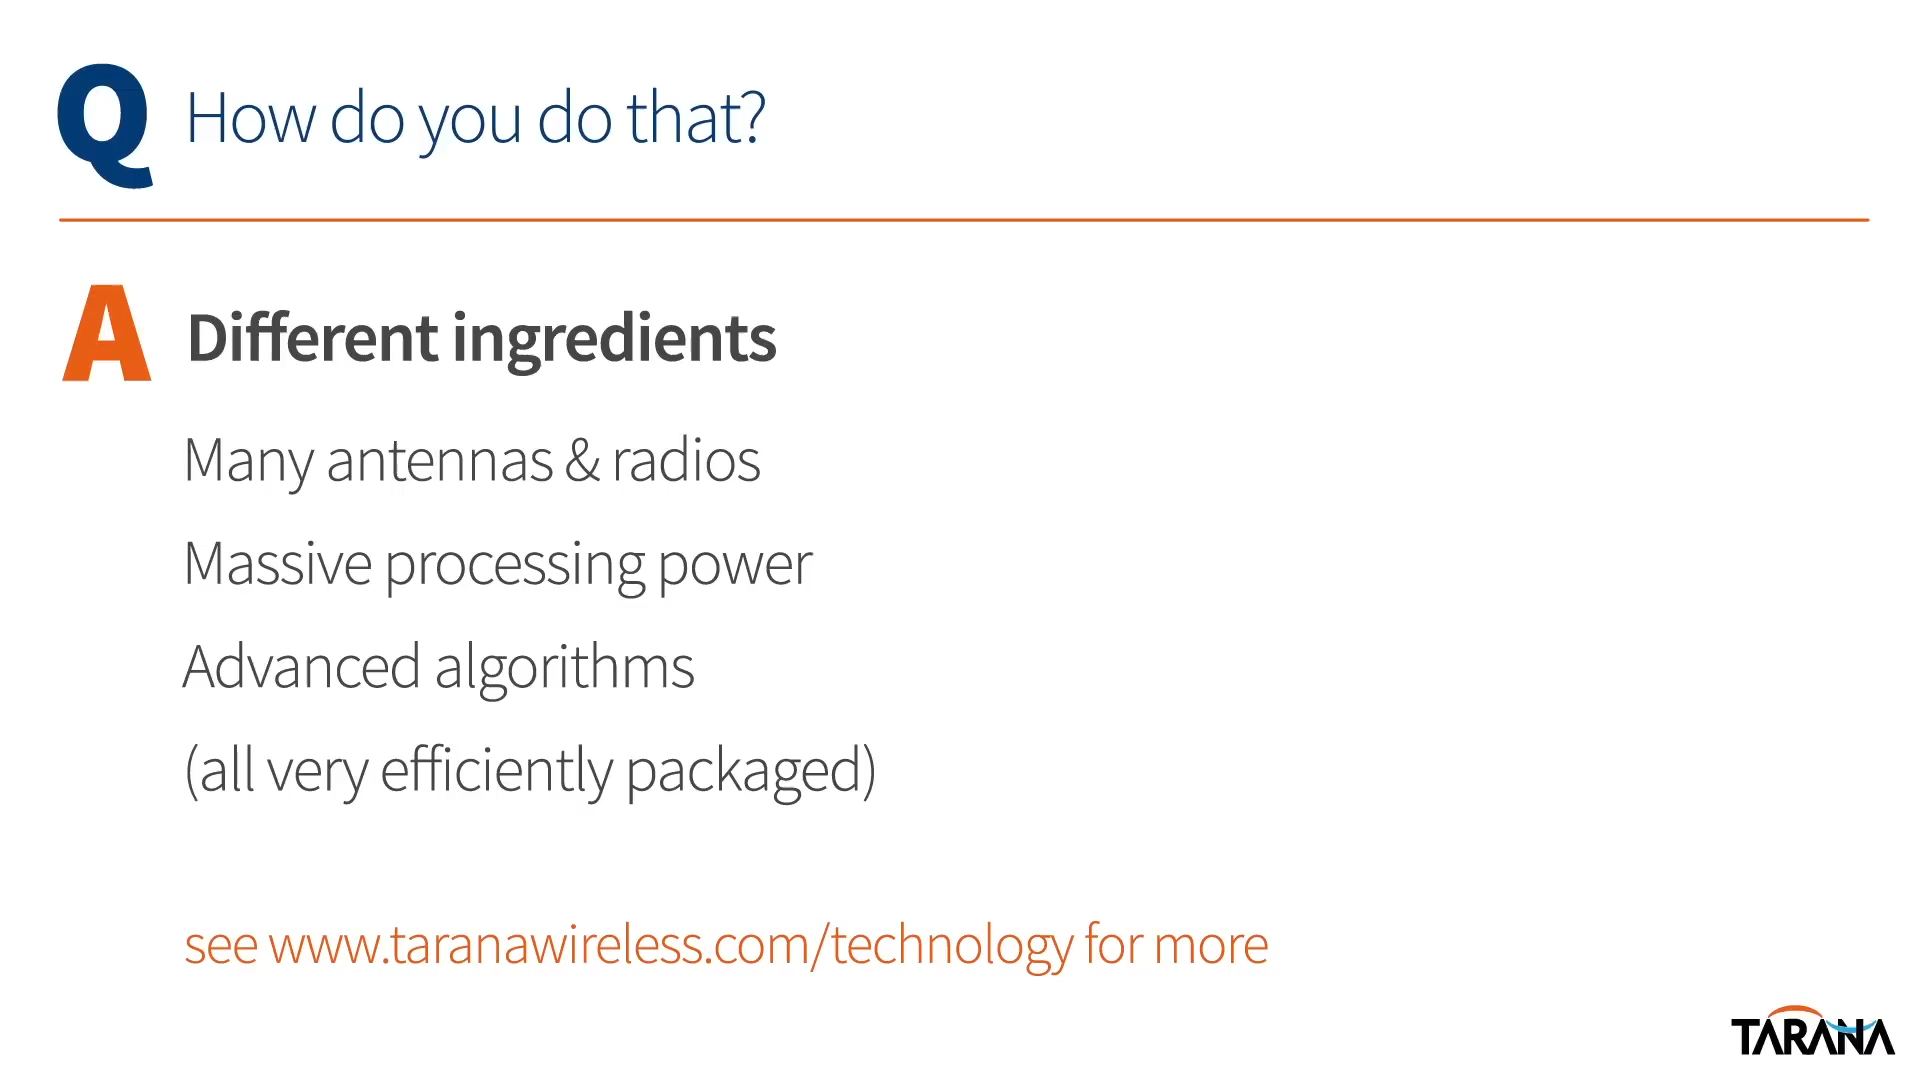 Q How do you do that?
A Different ingredients
Many antennas & radios
Massive processing power
Advanced algorithms
(all very efficiently packaged)
see www.taranawireless.com/technology for more
TARANA